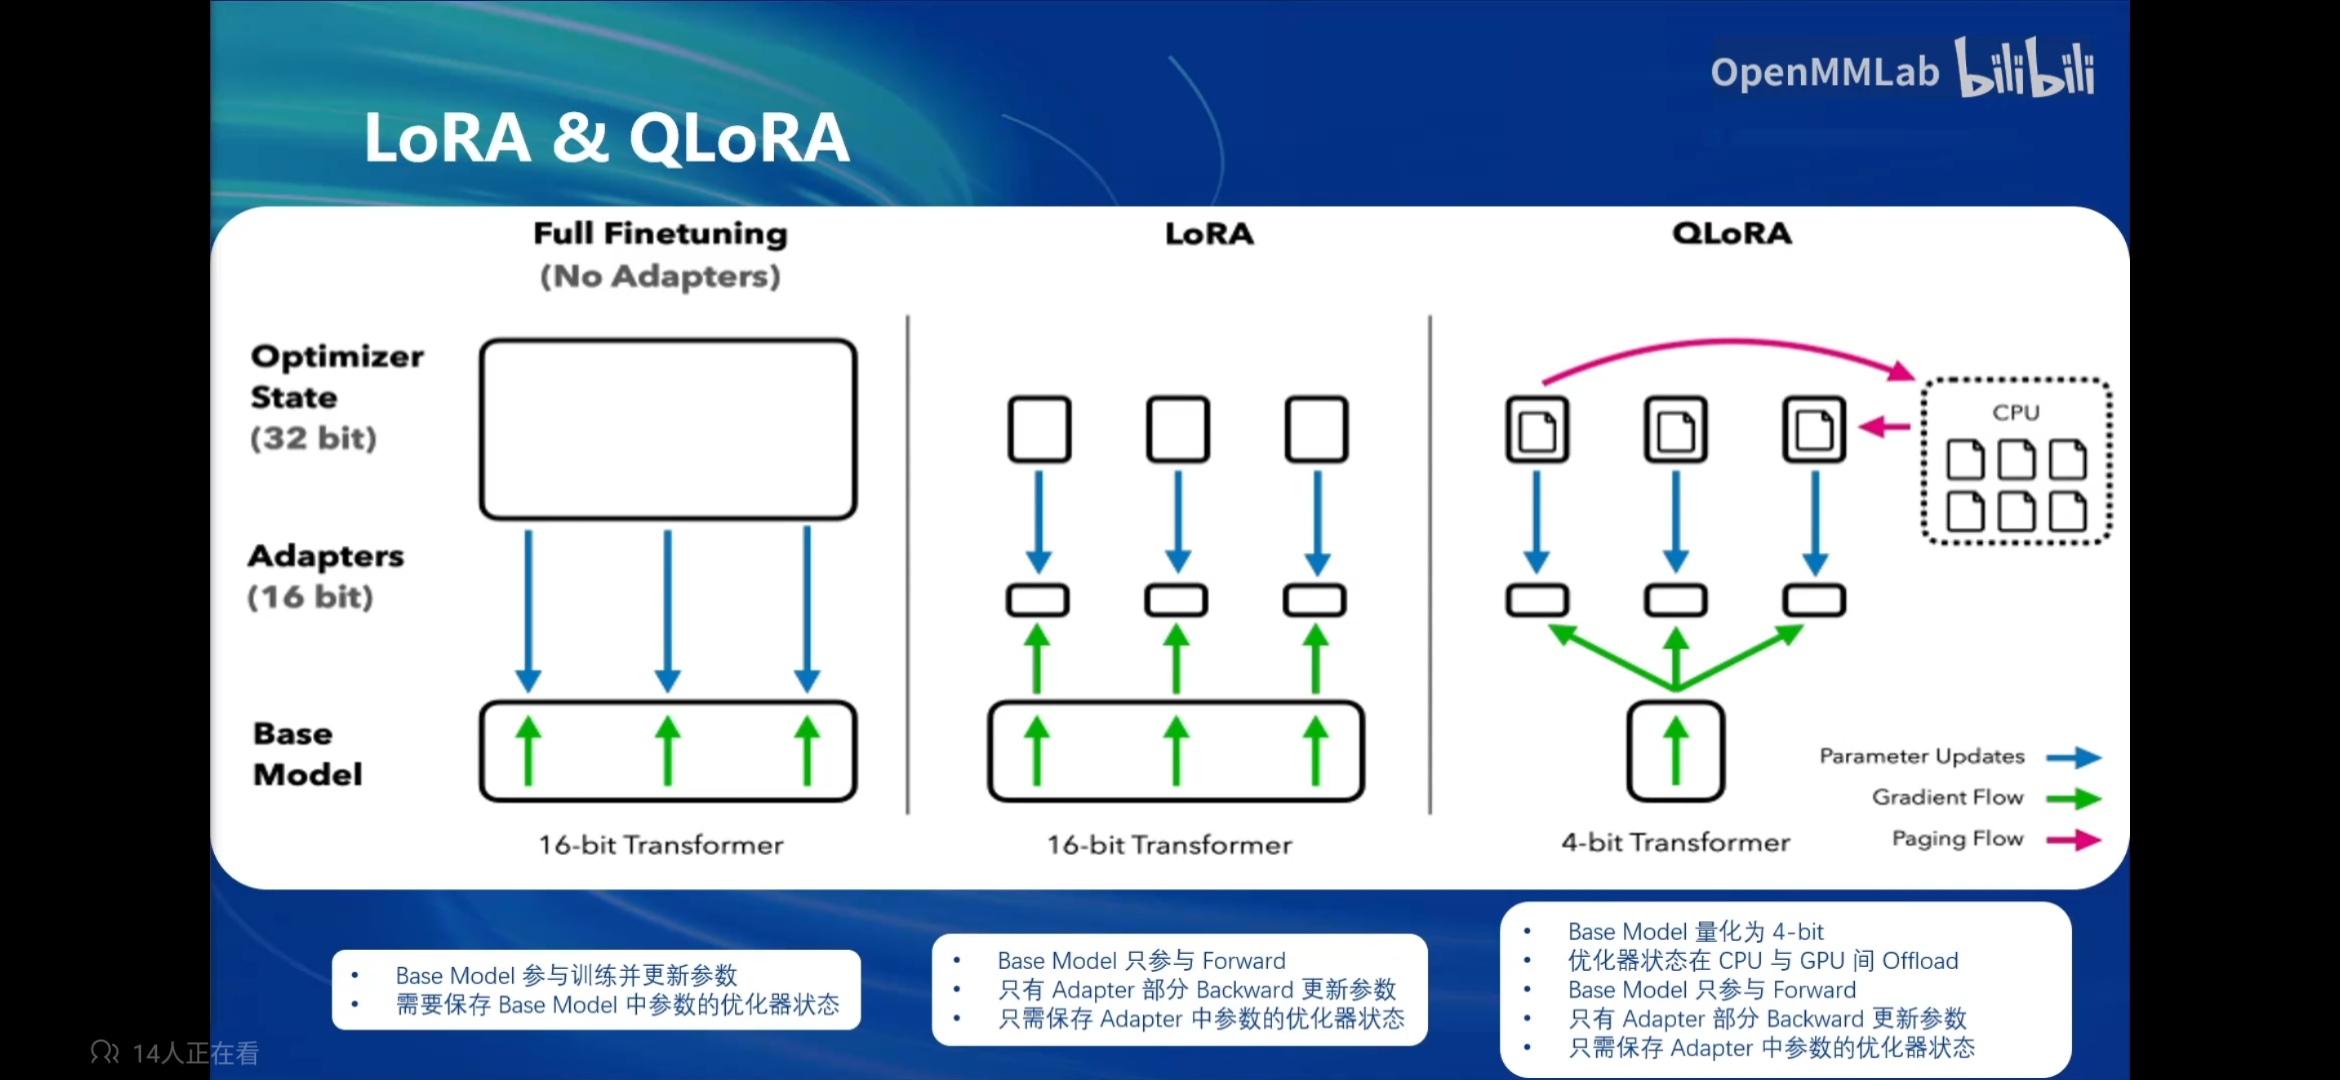 OpenMMLab bilibili
LoRA & QLoRA
Full Finetuning
(No Adapters)
LoRA
QLoRA
Optimizer
State
(32 bit)
CPU
Adapters
(16 bit)
Base
Model
Parameter Updates
Gradient Flow
Paging Flow
16-bit Transformer
16-bit Transformer
4-bit Transformer
• Base Model 参与训练并更新参数
• 需要保存 Base Model 中参数的优化器状态
• Base Model 只参与 Forward
• 只有 Adapter 部分 Backward 更新参数
• 只需保存 Adapter 中参数的优化器状态
• Base Model 量化为 4-bit
• 优化器状态在 CPU 与 GPU 间 Offload
• Base Model 只参与 Forward
• 只有 Adapter 部分 Backward 更新参数
• 只需保存 Adapter 中参数的优化器状态
14人正在看